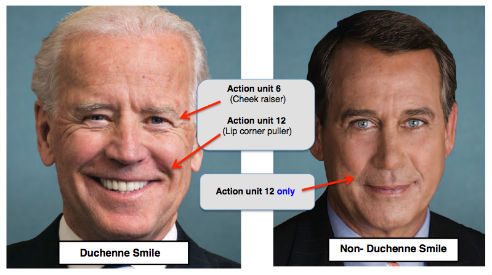 Action unit 6
(Cheek raiser)
Action unit 12
(Lip corner puller)
Action unit 12 only
Duchenne Smile
Non- Duchenne Smile